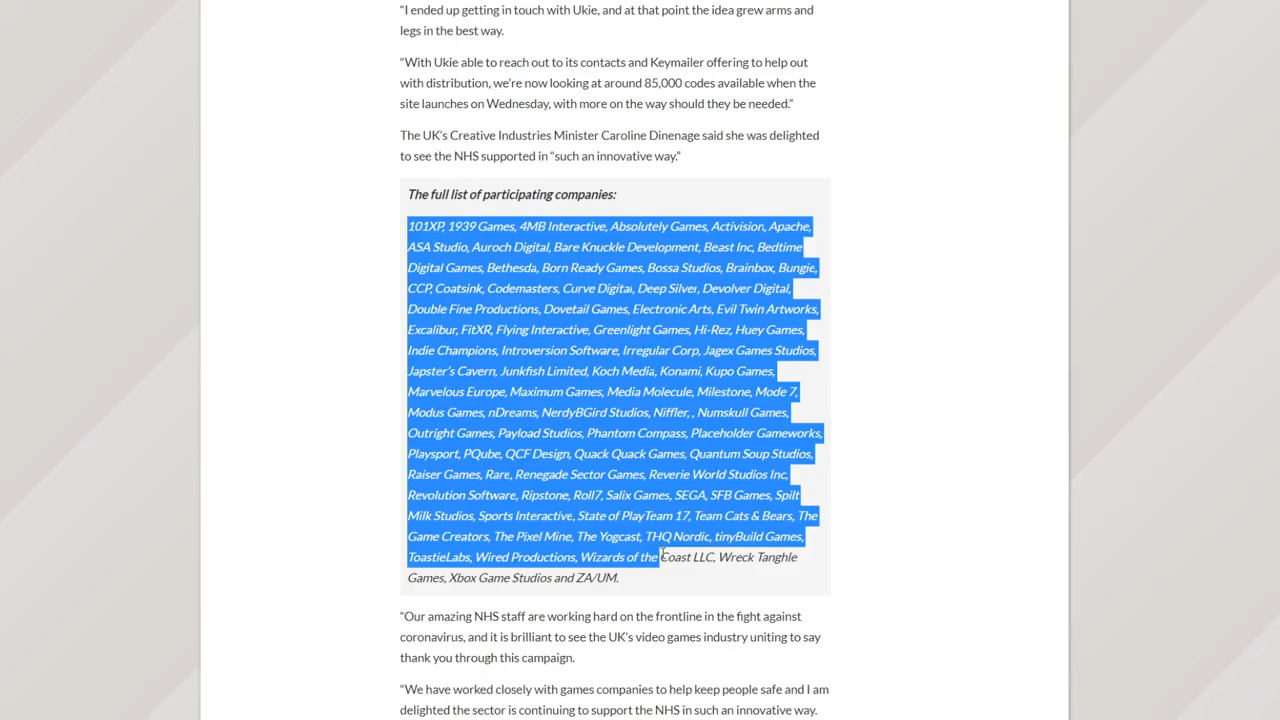 “I ended up getting in touch with Ukie, and at that point the idea grew arms and
legs in the best way.
“With Ukie able to reach out to its contacts and Keymailer offering to help out
with distribution, we’re now looking at around 85,000 codes available when the
site launches on Wednesday, with more on the way should they be needed.”
The UK’s Creative Industries Minister Caroline Dinenage said she was delighted
to see the NHS supported in “such an innovative way.”
The full list of participating companies:
101XP, 1939 Games, 4MB Interactive, Absolutely Games, Activision, Apache,
ASA Studio, Auroch Digital, Bare Knuckle Development, Beast Inc, Bedtime
Digital Games, Bethesda, Born Ready Games, Bossa Studios, Brainbox, Bungie,
CCP, Coatsink, Codemasters, Curve Digital, Deep Silver, Devolver Digital,
Double Fine Productions, Dovetail Games, Electronic Arts, Evil Twin Artworks,
Excalibur, FitXR, Flying Interactive, Greenlight Games, Hi-Rez, Huey Games,
Indie Champions, Introversion Software, Irregular Corp, Jagex Games Studios,
Japster’s Cavern, Junkfish Limited, Koch Media, Konami, Kupo Games,
Marvelous Europe, Maximum Games, Media Molecule, Milestone, Mode 7,
Modus Games, nDreams, NerdyBGird Studios, Niffler, , Numskull Games,
Outright Games, Payload Studios, Phantom Compass, Placeholder Gameworks,
Playsport, PQube, QCF Design, Quack Quack Games, Quantum Soup Studios,
Raiser Games, Rare, Renegade Sector Games, Reverie World Studios Inc,
Revolution Software, Ripstone, Roll7, Salix Games, SEGA, SFB Games, Spilt
Milk Studios, Sports Interactive, State of PlayTeam 17, Team Cats & Bears, The
Game Creators, The Pixel Mine, The Yogcast, THQ Nordic, tinyBuild Games,
ToastieLabs, Wired Productions, Wizards of the Coast LLC, Wreck Tanghle
Games, Xbox Game Studios and ZA/UM.
“Our amazing NHS staff are working hard on the frontline in the fight against
coronavirus, and it is brilliant to see the UK’s video games industry uniting to say
thank you through this campaign.
“We have worked closely with games companies to help keep people safe and I am
delighted the sector is continuing to support the NHS in such an innovative way.